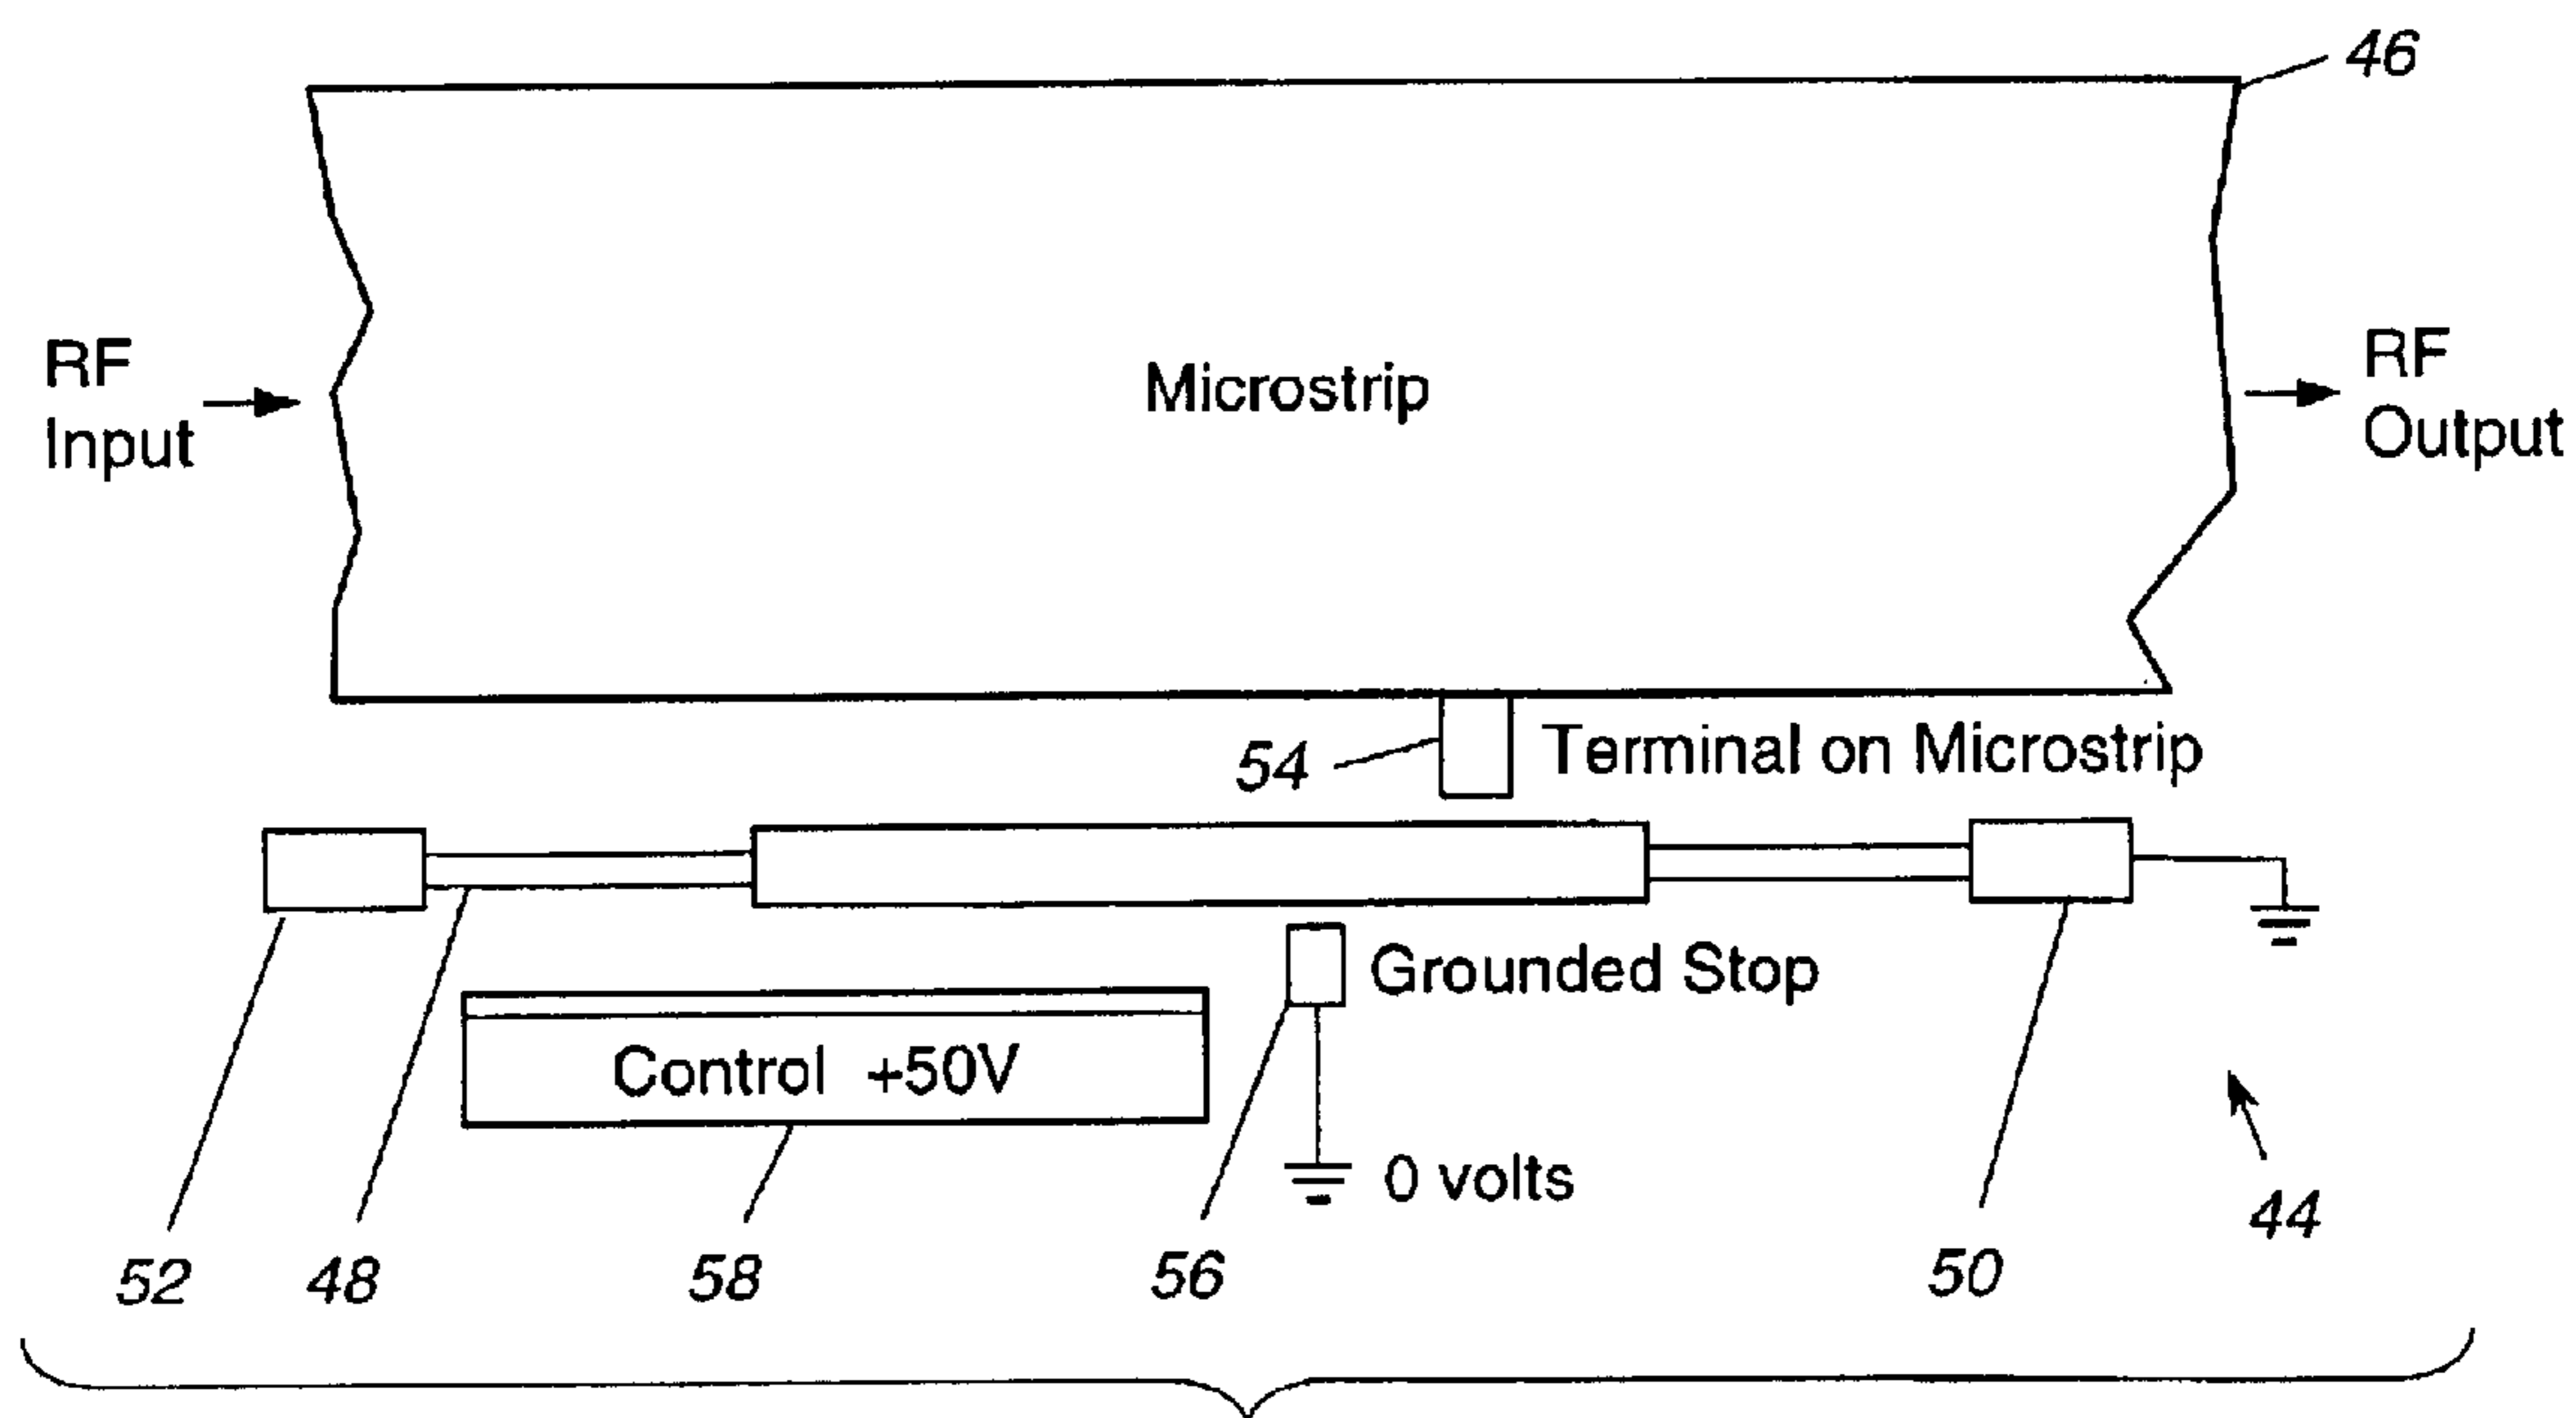 46
RF
Input
Microstrip
RF
Output
54
Terminal on Microstrip
Grounded Stop
Control +50V
0 volts
44
52
48
58
56
50